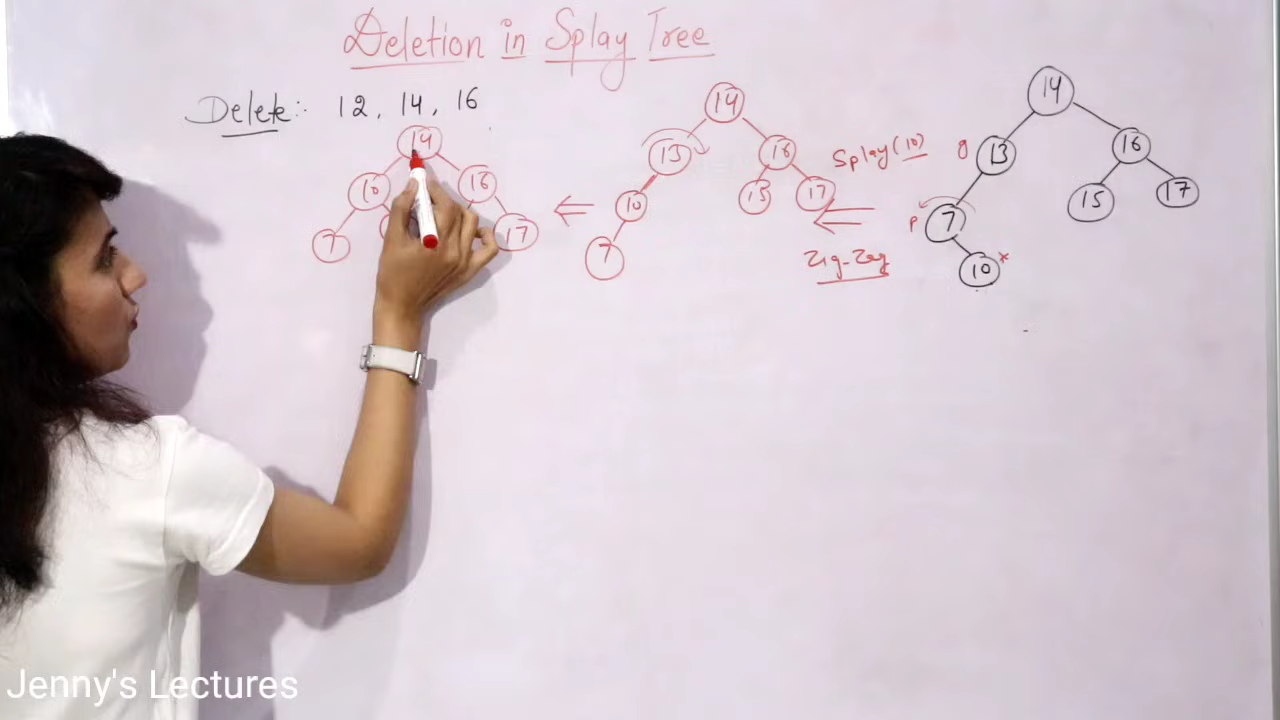 Deletion in Splay Tree
Delete:- 12, 14, 16
14
10 16
7 17
⇐
14
13 16
10 15 17
7
Splay(10)
⇐
Zig-Zag
14
g 13 16
p 7 15 17
10 x
Jenny's Lectures